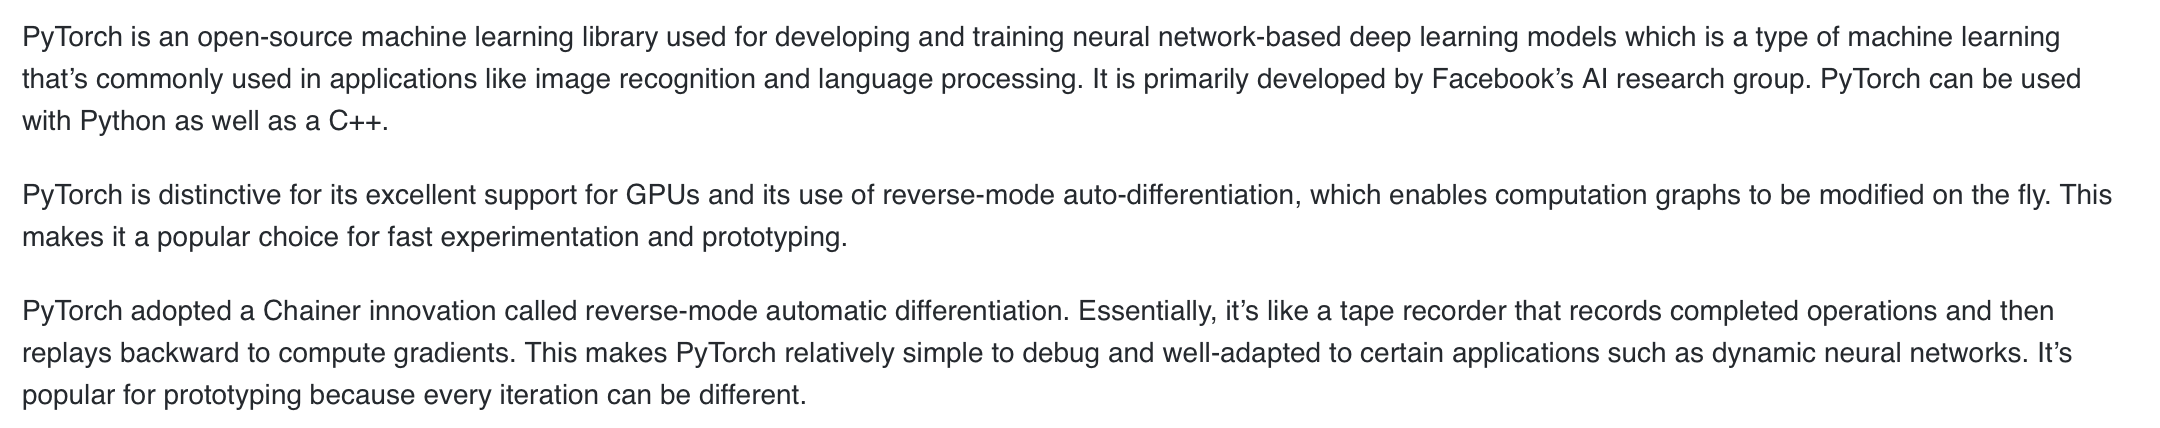 PyTorch is an open-source machine learning library used for developing and training neural network-based deep learning models which is a type of machine learning
that’s commonly used in applications like image recognition and language processing. It is primarily developed by Facebook’s AI research group. PyTorch can be used
with Python as well as a C++.
PyTorch is distinctive for its excellent support for GPUs and its use of reverse-mode auto-differentiation, which enables computation graphs to be modified on the fly. This
makes it a popular choice for fast experimentation and prototyping.
PyTorch adopted a Chainer innovation called reverse-mode automatic differentiation. Essentially, it’s like a tape recorder that records completed operations and then
replays backward to compute gradients. This makes PyTorch relatively simple to debug and well-adapted to certain applications such as dynamic neural networks. It’s
popular for prototyping because every iteration can be different.